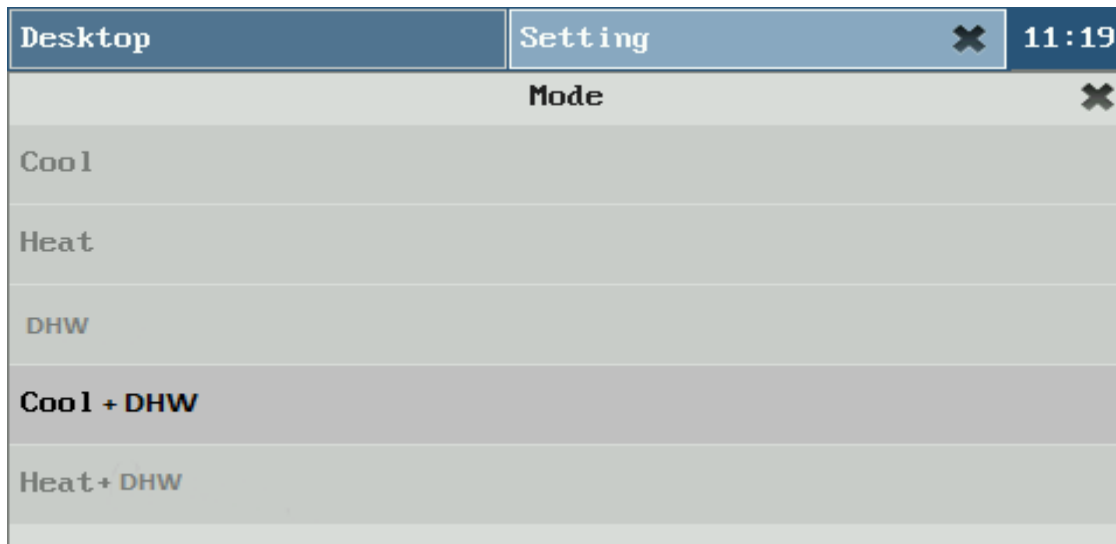 Desktop Setting 11:19
Mode
Cool
Heat
DHW
Cool + DHW
Heat+ DHW